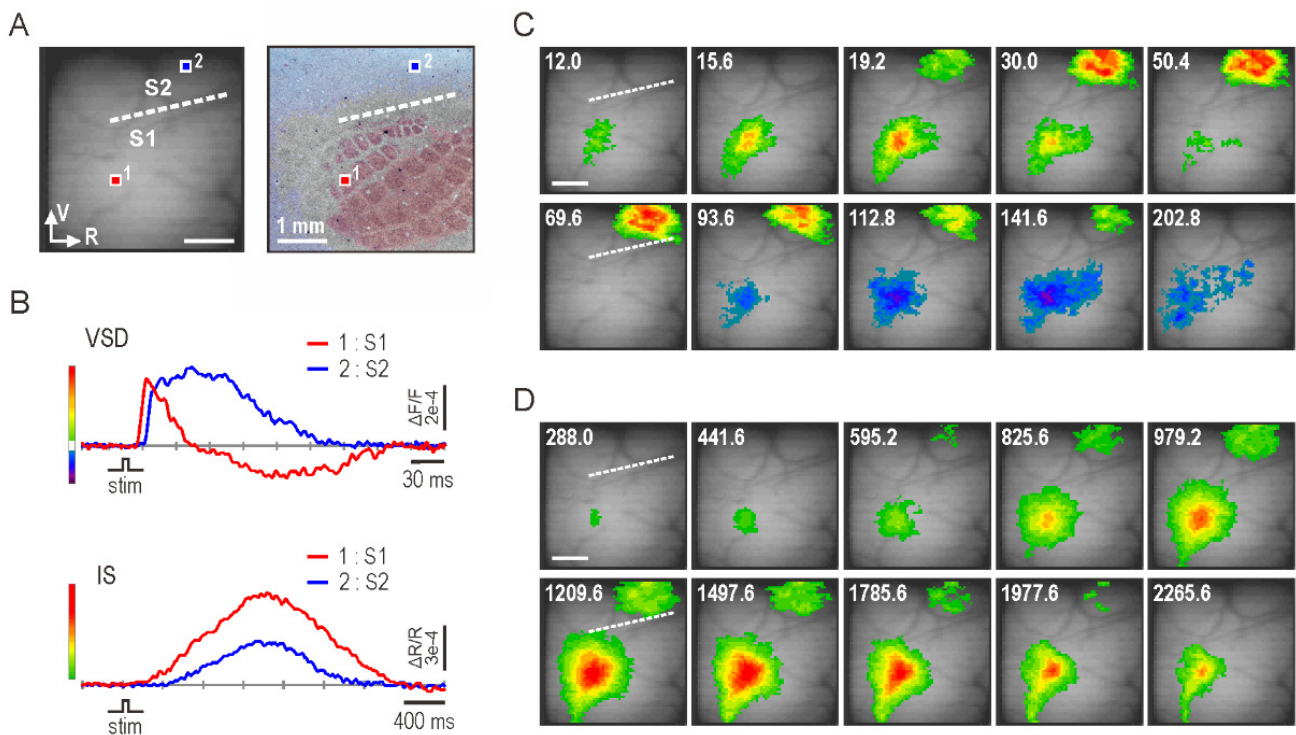 A
2
S2
S1
1
V
R
2
1
1 mm
B
VSD
1 : S1
2 : S2
ΔF/F
2e-4
30 ms
stim
IS
1 : S1
2 : S2
ΔR/R
3e-4
400 ms
stim
C
12.0 15.6 19.2 30.0 50.4
69.6 93.6 112.8 141.6 202.8
D
288.0 441.6 595.2 825.6 979.2
1209.6 1497.6 1785.6 1977.6 2265.6